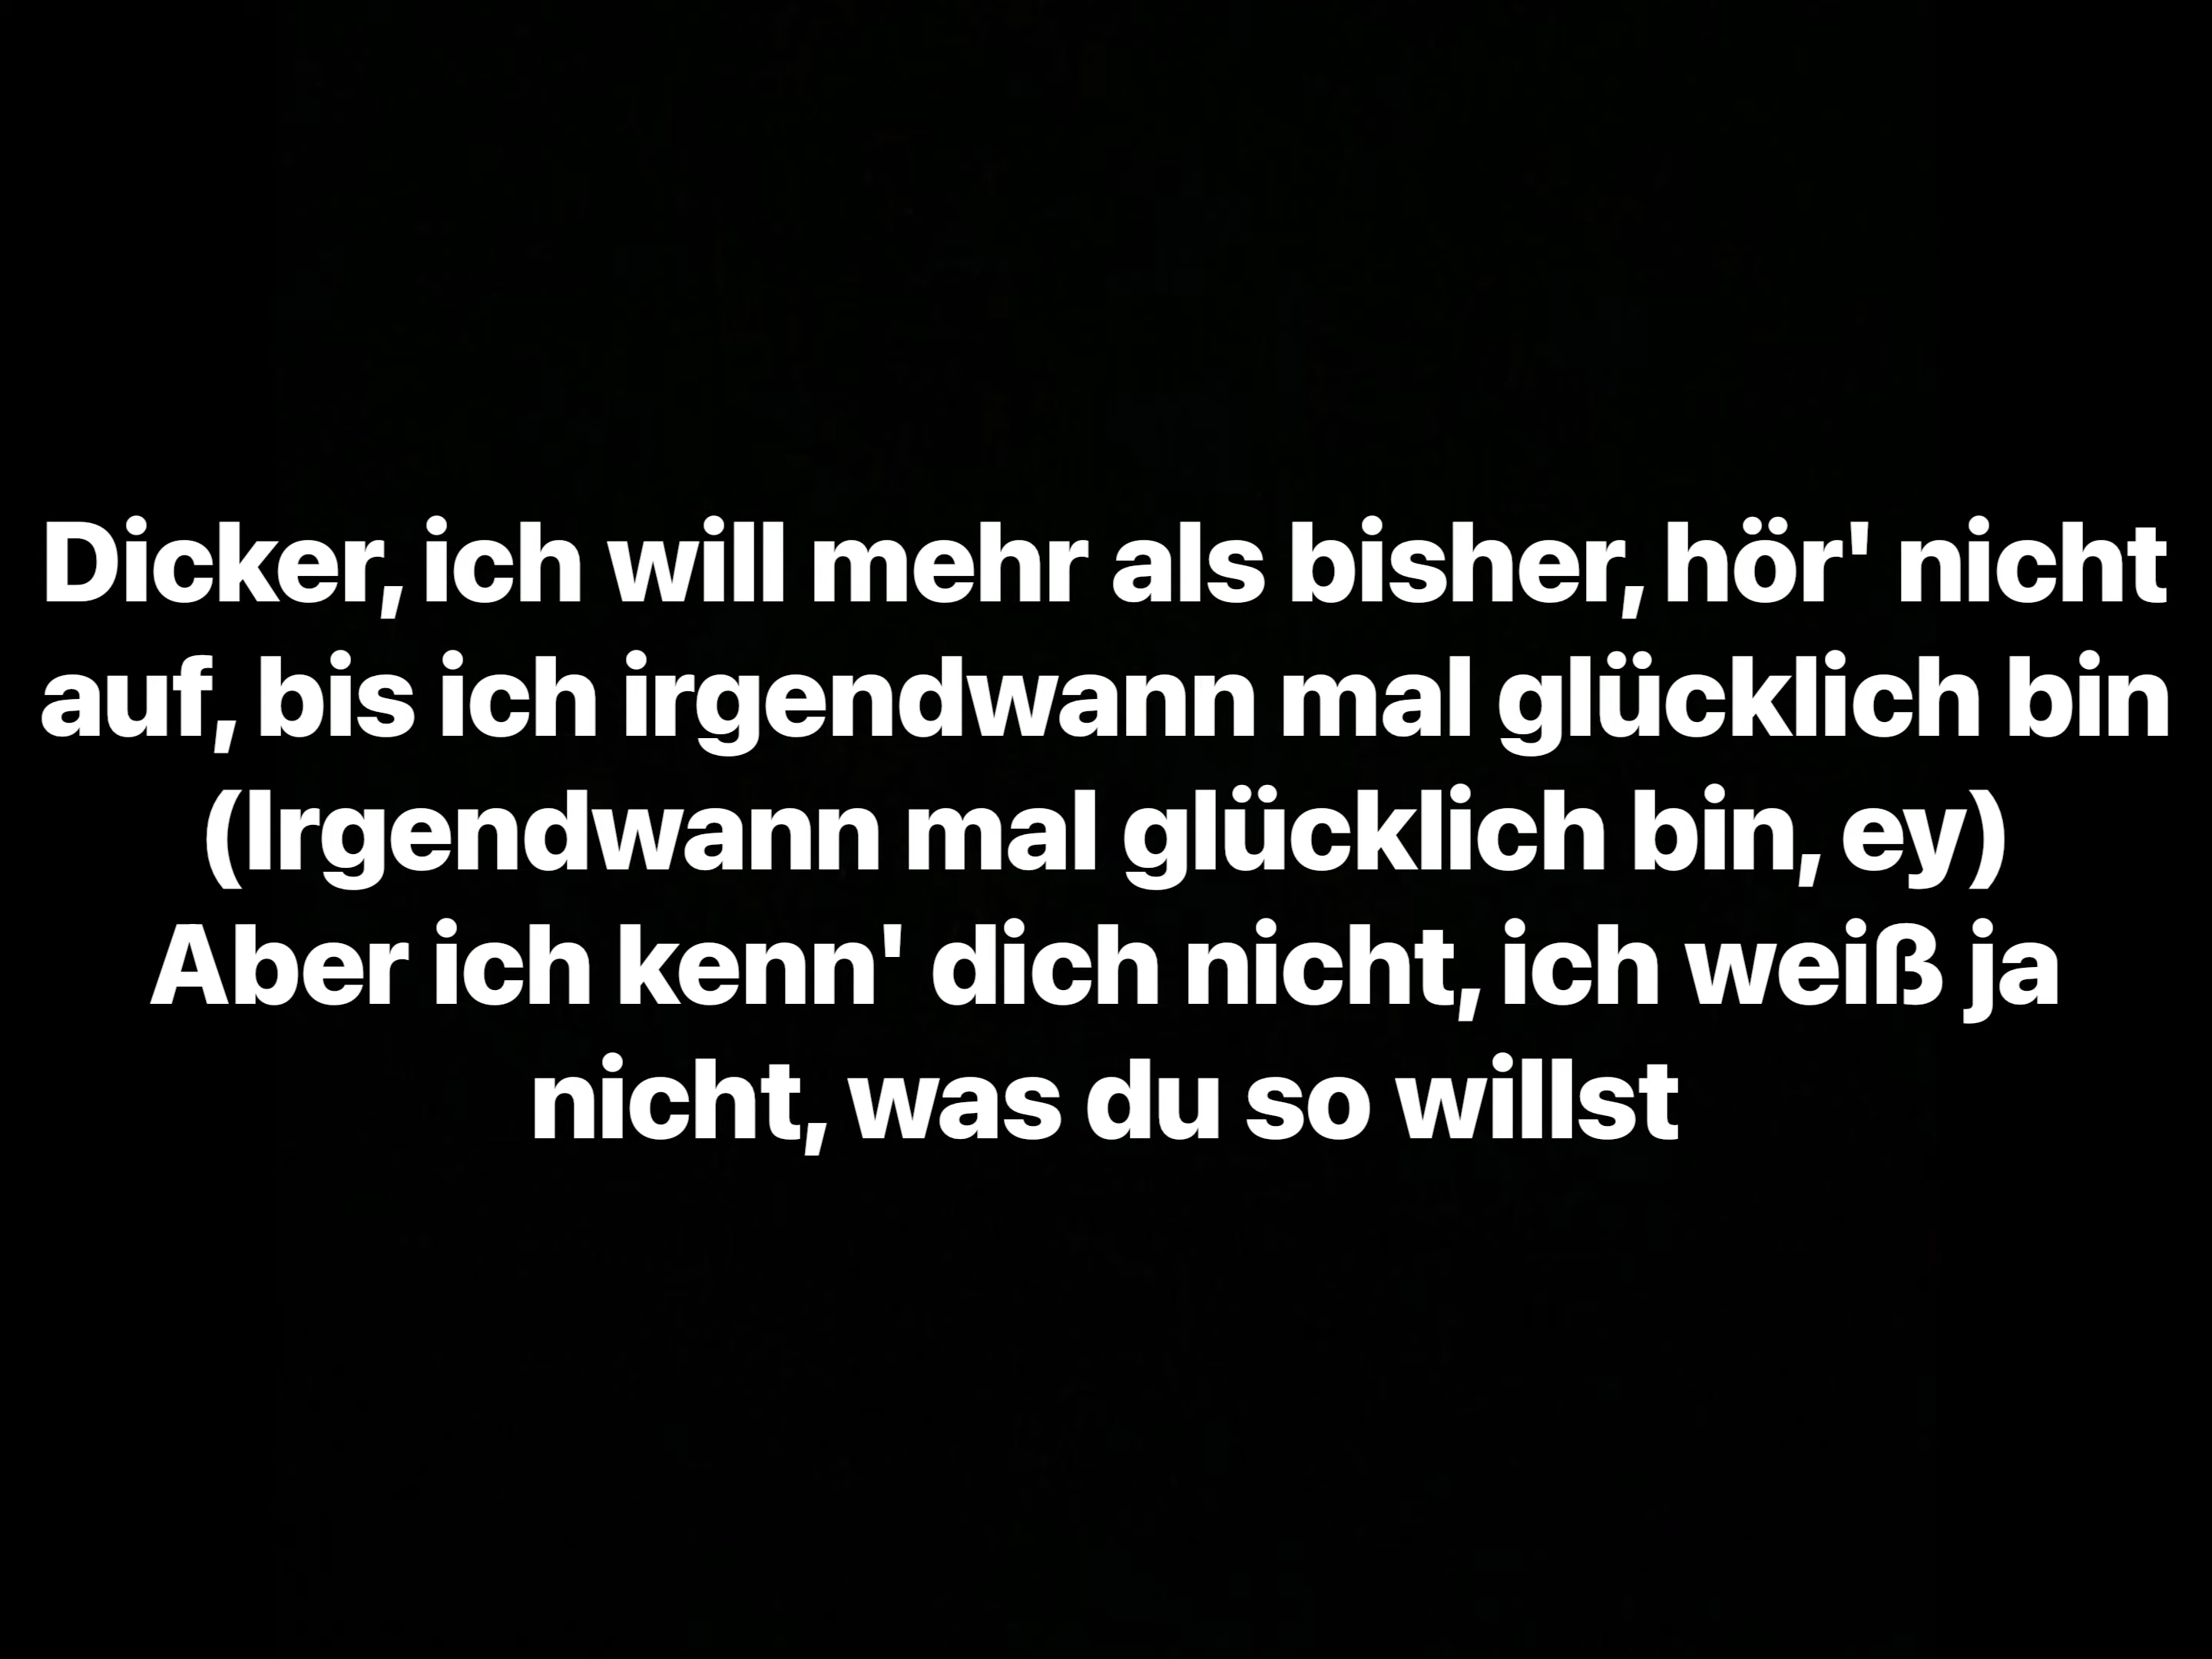 Dicker, ich will mehr als bisher, hör' nicht
auf, bis ich irgendwann mal glücklich bin
(Irgendwann mal glücklich bin, ey)
Aber ich kenn' dich nicht, ich weiß ja
nicht, was du so willst